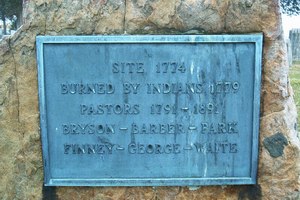 SITE 1774
BURNED BY INDIANS 1779
PASTORS 1791-1891
BRYSON-BARBER-PARK
FINNEY-GEORGE-WAITE